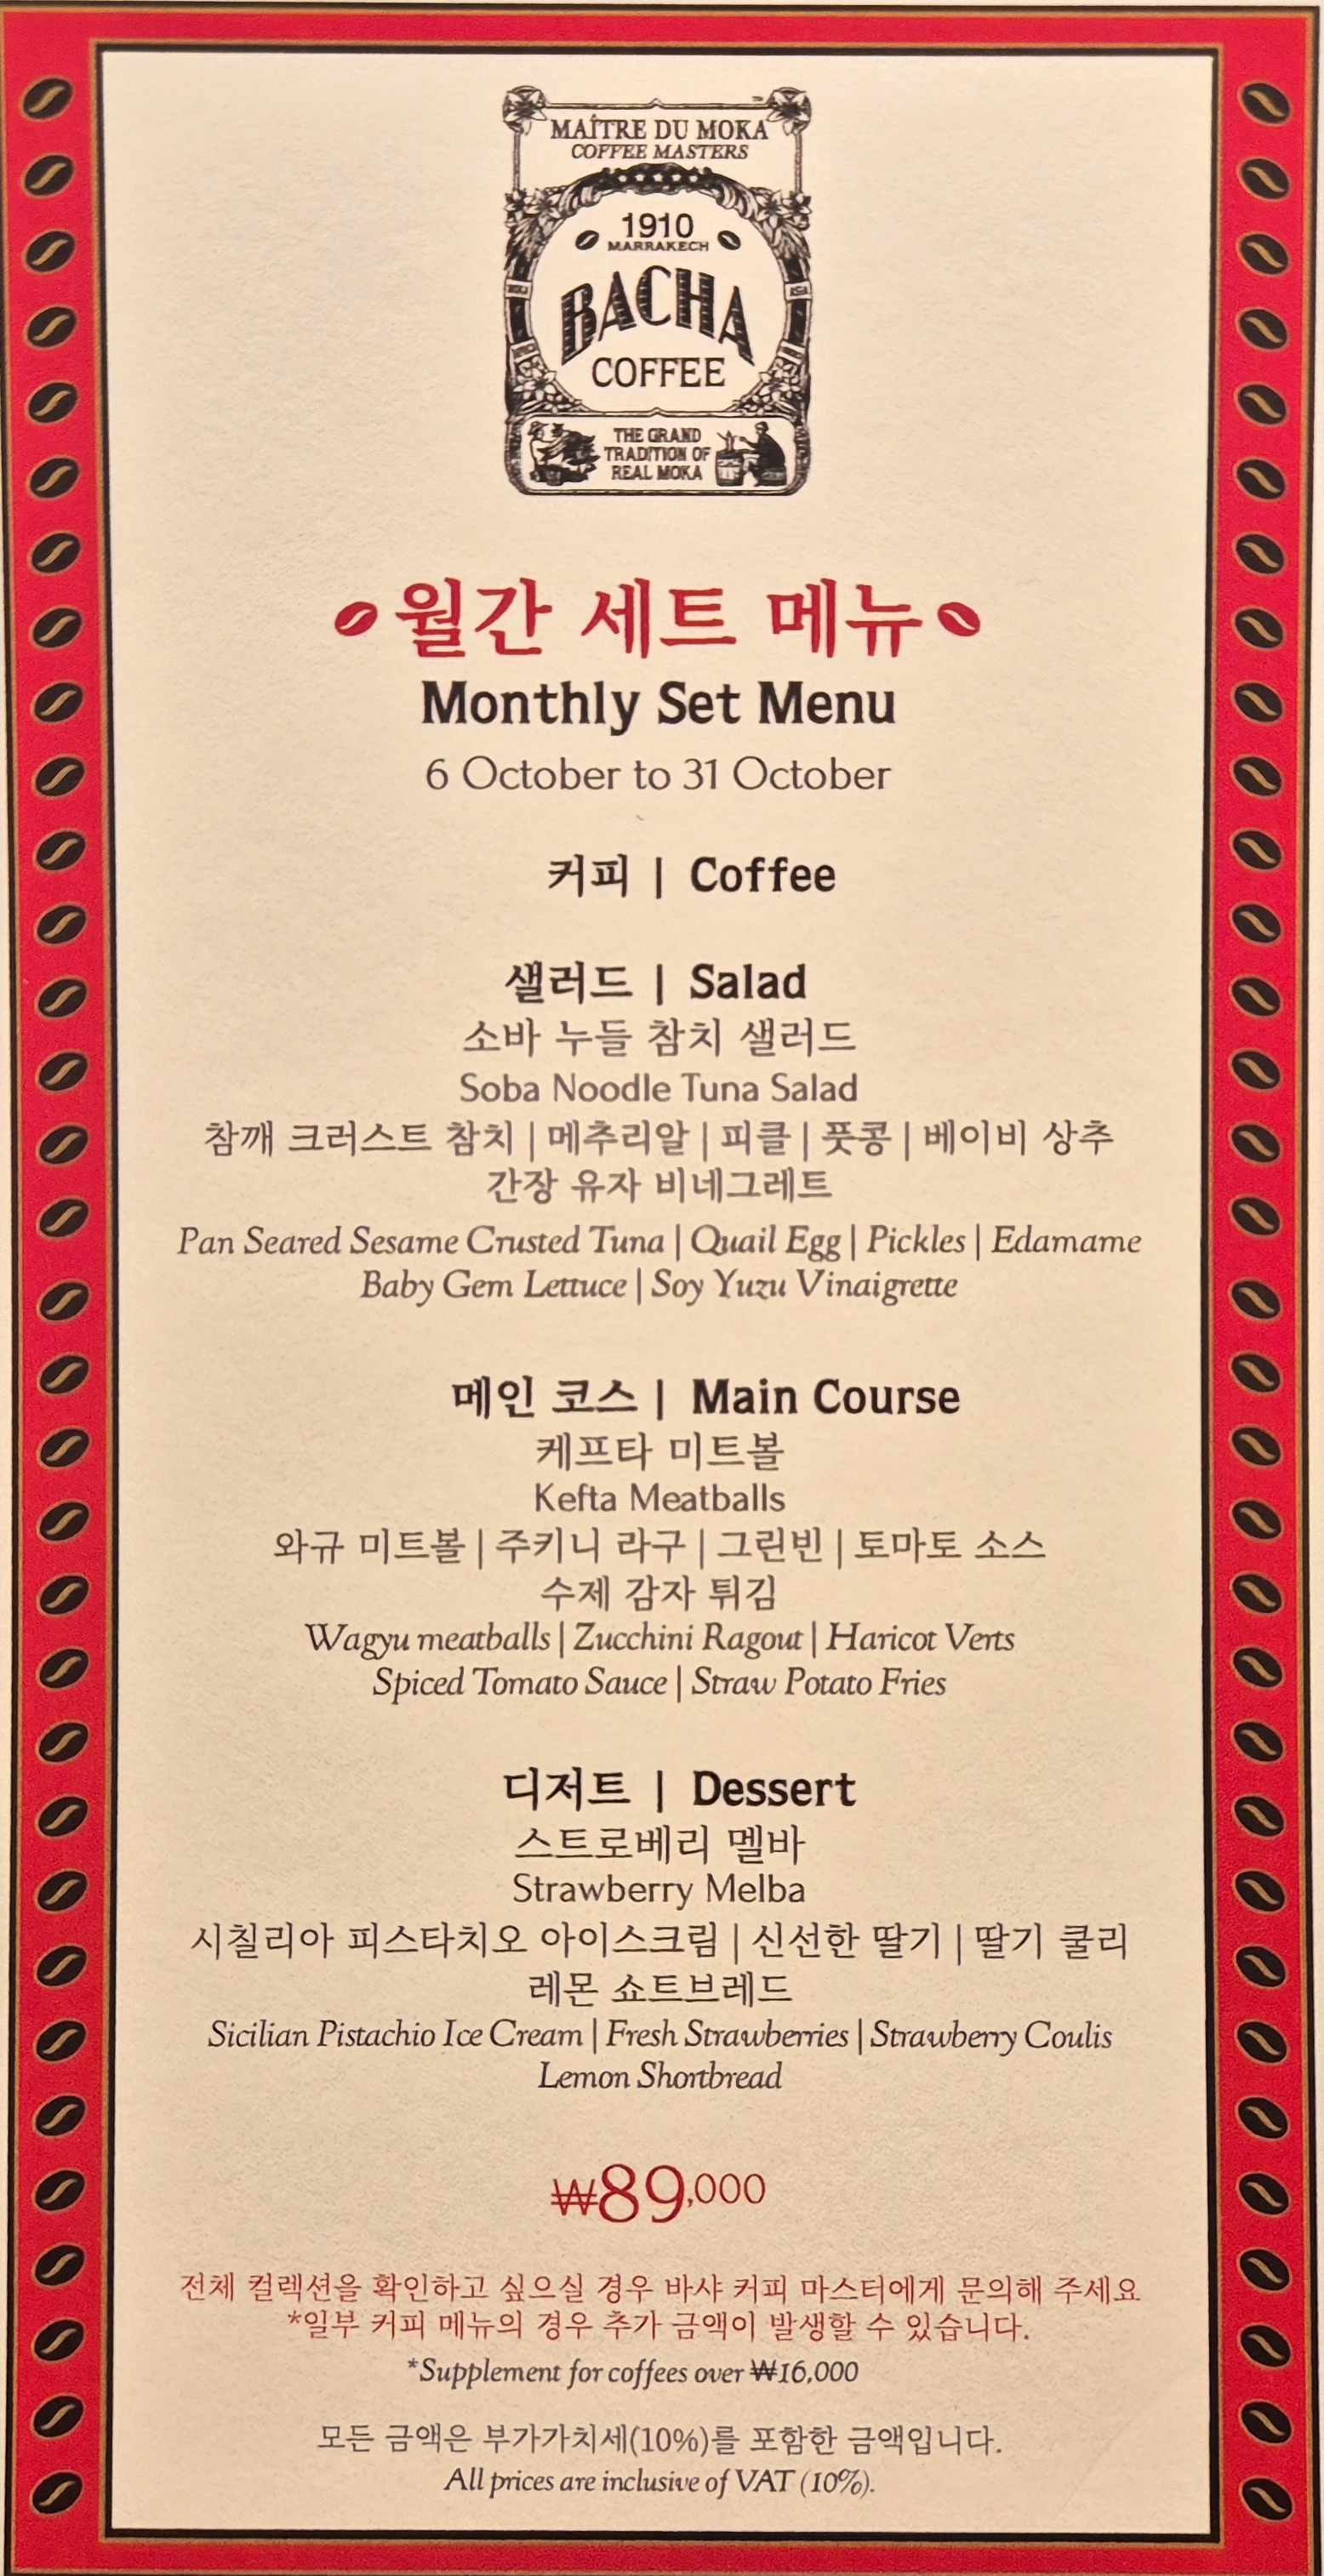 MAÎTRE DU MOKA
COFFEE MASTERS
1910
MARRAKECH
BACHA
COFFEE
THE GRAND
TRADITION OF
REAL MOKA
월간 세트 메뉴
Monthly Set Menu
6 October to 31 October
커피 | Coffee
샐러드 | Salad
소바 누들 참치 샐러드
Soba Noodle Tuna Salad
참깨 크러스트 참치 | 메추리알 | 피클 | 풋콩 | 베이비 상추
간장 유자 비네그레트
Pan Seared Sesame Crusted Tuna | Quail Egg | Pickles | Edamame
Baby Gem Lettuce | Soy Yuzu Vinaigrette
메인 코스 | Main Course
케프타 미트볼
Kefta Meatballs
와규 미트볼 | 주키니 라구 | 그린빈 | 토마토 소스
수제 감자 튀김
Wagyu meatballs | Zucchini Ragout | Haricot Verts
Spiced Tomato Sauce | Straw Potato Fries
디저트 | Dessert
스트로베리 멜바
Strawberry Melba
시칠리아 피스타치오 아이스크림 | 신선한 딸기 | 딸기 쿨리
레몬 쇼트브레드
Sicilian Pistachio Ice Cream | Fresh Strawberries | Strawberry Coulis
Lemon Shortbread
₩89,000
전체 컬렉션을 확인하고 싶으실 경우 바샤 커피 마스터에게 문의해 주세요
*일부 커피 메뉴의 경우 추가 금액이 발생할 수 있습니다.
*Supplement for coffees over ₩16,000
모든 금액은 부가가치세(10%)를 포함한 금액입니다.
All prices are inclusive of VAT (10%).